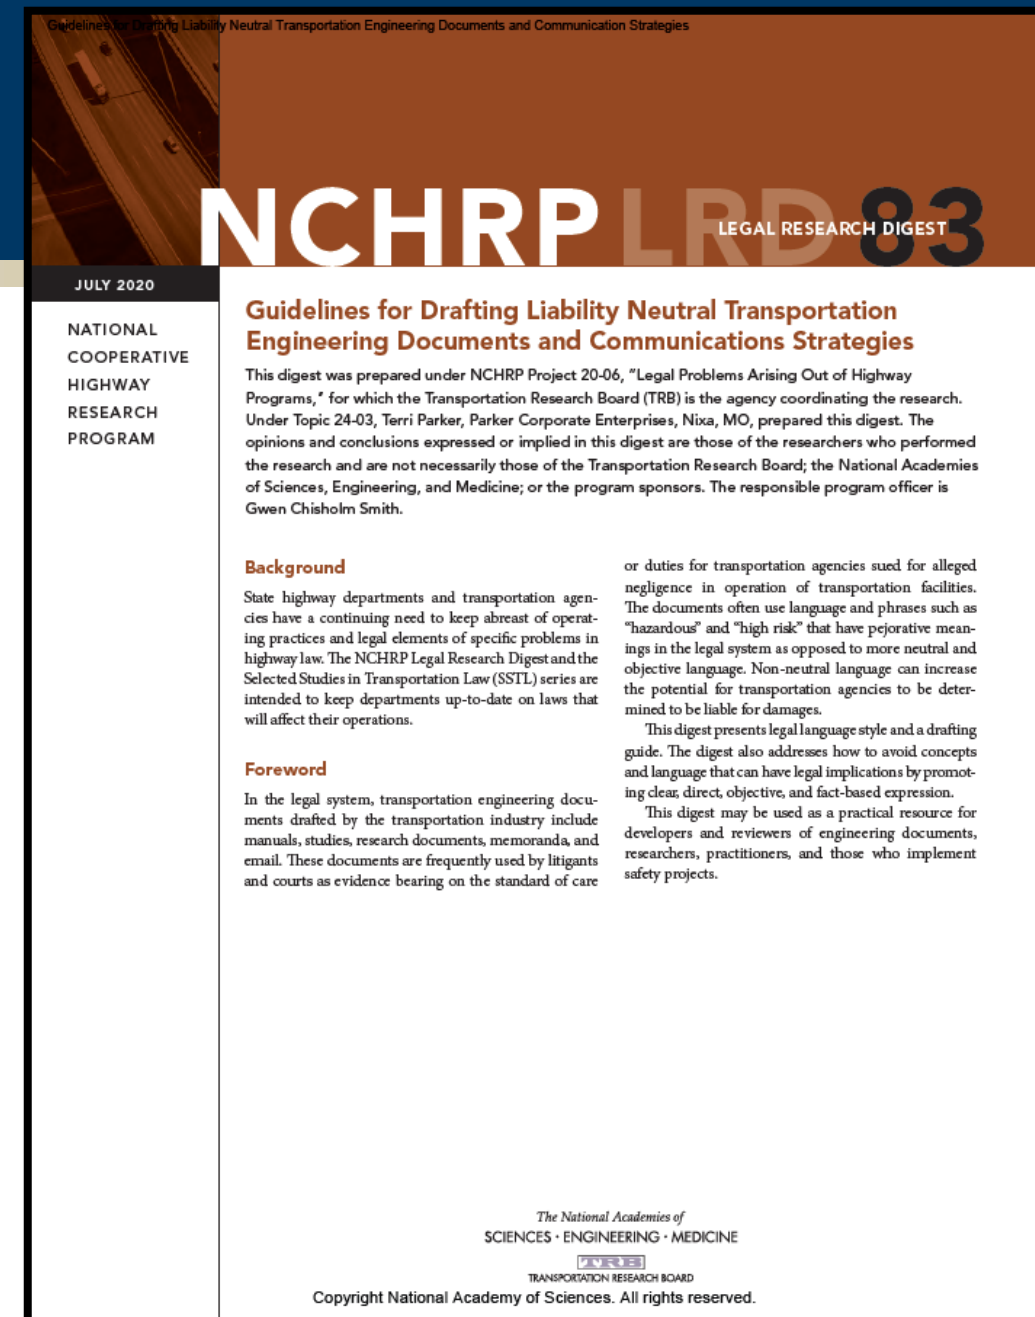 Guidelines for Drafting Liability Neutral Transportation Engineering Documents and Communication Strategies
NCHRP LRD 83
LEGAL RESEARCH DIGEST
JULY 2020
NATIONAL
COOPERATIVE
HIGHWAY
RESEARCH
PROGRAM
Guidelines for Drafting Liability Neutral Transportation
Engineering Documents and Communications Strategies
This digest was prepared under NCHRP Project 20-06, "Legal Problems Arising Out of Highway
Programs," for which the Transportation Research Board (TRB) is the agency coordinating the research.
Under Topic 24-03, Terri Parker, Parker Corporate Enterprises, Nixa, MO, prepared this digest. The
opinions and conclusions expressed or implied in this digest are those of the researchers who performed
the research and are not necessarily those of the Transportation Research Board; the National Academies
of Sciences, Engineering, and Medicine; or the program sponsors. The responsible program officer is
Gwen Chisholm Smith.
Background
State highway departments and transportation agen-
cies have a continuing need to keep abreast of operat-
ing practices and legal elements of specific problems in
highway law. The NCHRP Legal Research Digest and the
Selected Studies in Transportation Law (SSTL) series are
intended to keep departments up-to-date on laws that
will affect their operations.
Foreword
In the legal system, transportation engineering docu-
ments drafted by the transportation industry include
manuals, studies, research documents, memoranda, and
email. These documents are frequently used by litigants
and courts as evidence bearing on the standard of care
or duties for transportation agencies sued for alleged
negligence in operation of transportation facilities.
The documents often use language and phrases such as
“hazardous” and “high risk” that have pejorative mean-
ings in the legal system as opposed to more neutral and
objective language. Non-neutral language can increase
the potential for transportation agencies to be deter-
mined to be liable for damages.
This digest presents legal language style and a drafting
guide. The digest also addresses how to avoid concepts
and language that can have legal implications by promot-
ing clear, direct, objective, and fact-based expression.
This digest may be used as a practical resource for
developers and reviewers of engineering documents,
researchers, practitioners, and those who implement
safety projects.
The National Academies of
SCIENCES · ENGINEERING · MEDICINE
TRB
TRANSPORTATION RESEARCH BOARD
Copyright National Academy of Sciences. All rights reserved.